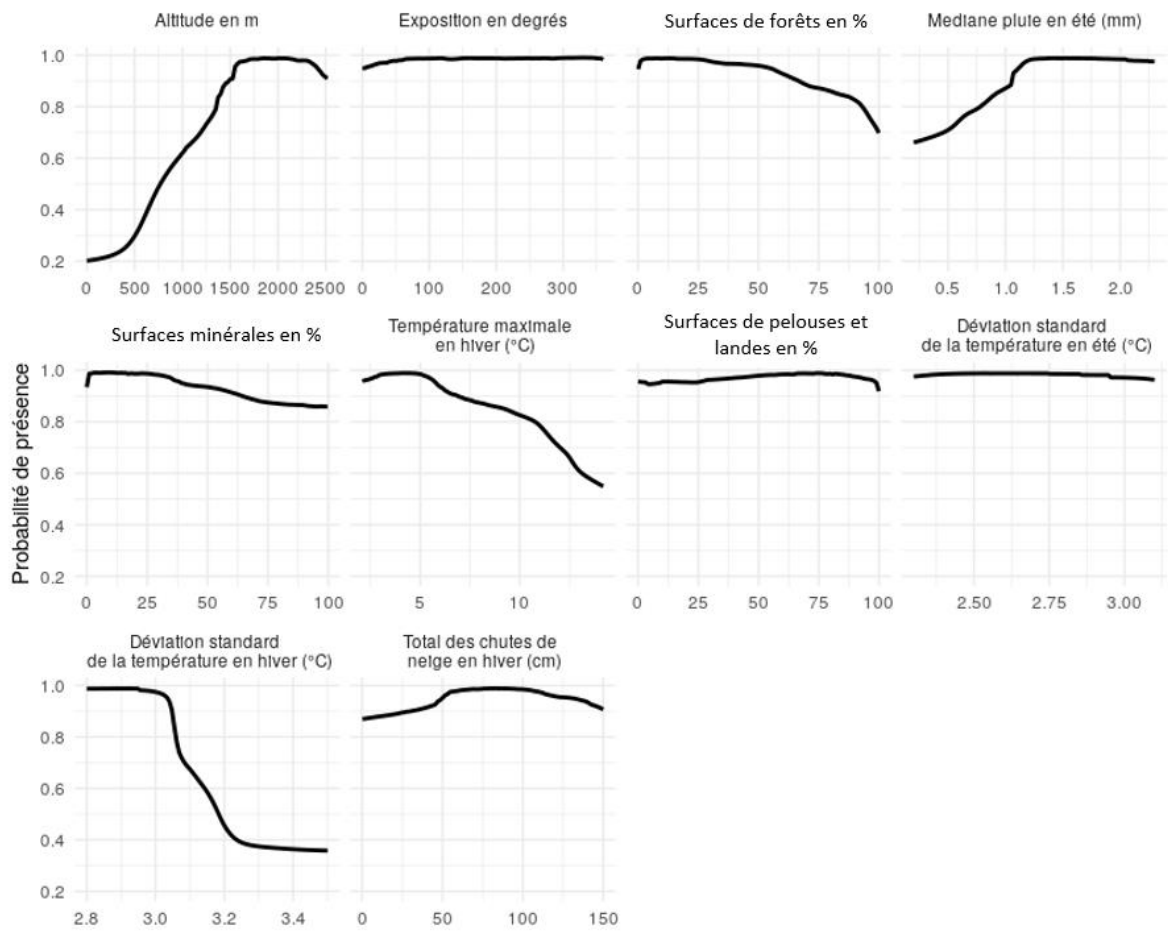 Altitude en m
Exposition en degrés
Surfaces de forêts en %
Mediane pluie en été (mm)
1.0
0.8
0.6
0.4
0.2
0 500 1000 1500 2000 2500
0 100 200 300
0 25 50 75 100
0.5 1.0 1.5 2.0
Surfaces minérales en %
Température maximale
en hiver (°C)
Surfaces de pelouses et
landes en %
Déviation standard
de la température en été (°C)
Probabilité de présence
1.0
0.8
0.6
0.4
0.2
0 25 50 75 100
5 10
0 25 50 75 100
2.50 2.75 3.00
Déviation standard
de la température en hiver (°C)
Total des chutes de
neige en hiver (cm)
1.0
0.8
0.6
0.4
0.2
2.8 3.0 3.2 3.4
0 50 100 150